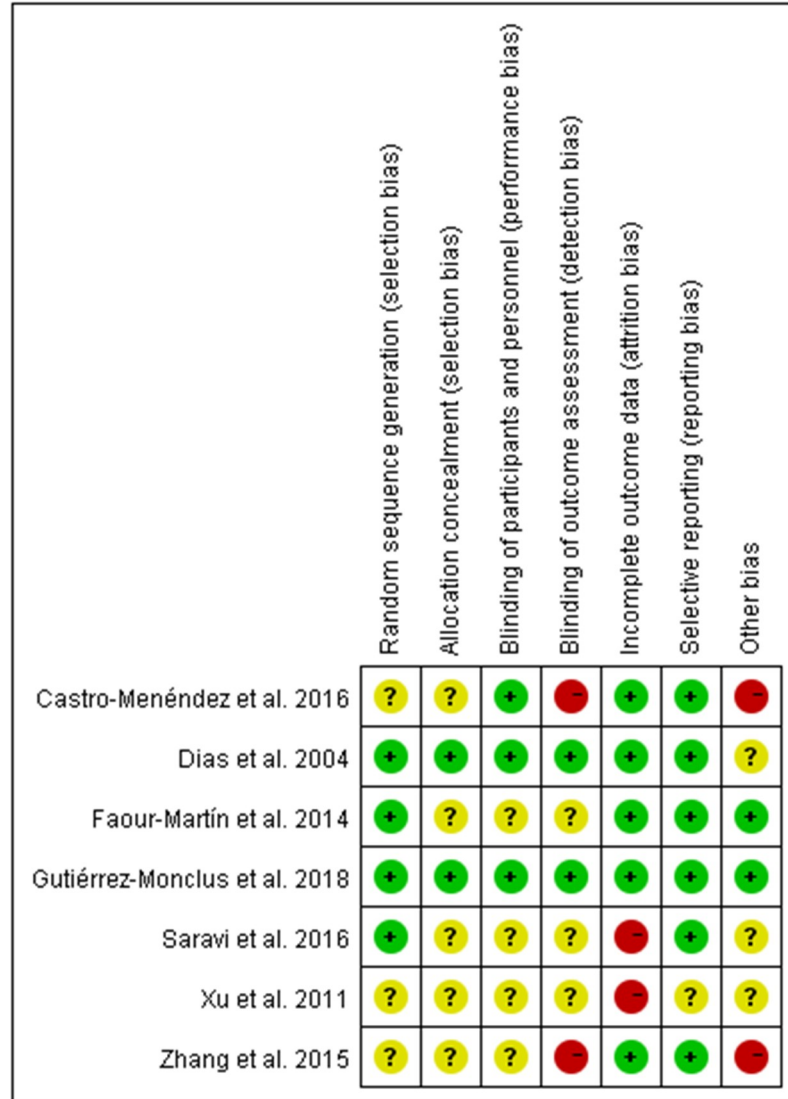 Random sequence generation (selection bias)
Allocation concealment (selection bias)
Blinding of participants and personnel (performance bias)
Blinding of outcome assessment (detection bias)
Incomplete outcome data (attrition bias)
Selective reporting (reporting bias)
Other bias
Castro-Menéndez et al. 2016 ? ? + - + + -
Dias et al. 2004 + + + + + + ?
Faour-Martín et al. 2014 + ? ? ? + + +
Gutiérrez-Monclus et al. 2018 + + + + + + +
Saravi et al. 2016 + ? ? ? - + ?
Xu et al. 2011 ? ? ? ? - ? ?
Zhang et al. 2015 ? ? ? - + + -